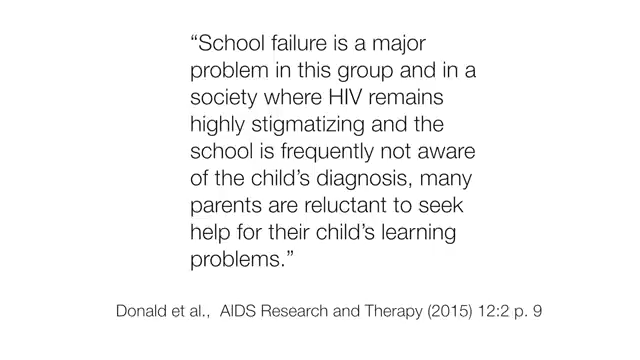 “School failure is a major
problem in this group and in a
society where HIV remains
highly stigmatizing and the
school is frequently not aware
of the child’s diagnosis, many
parents are reluctant to seek
help for their child’s learning
problems.”
Donald et al.,  AIDS Research and Therapy (2015) 12:2 p. 9